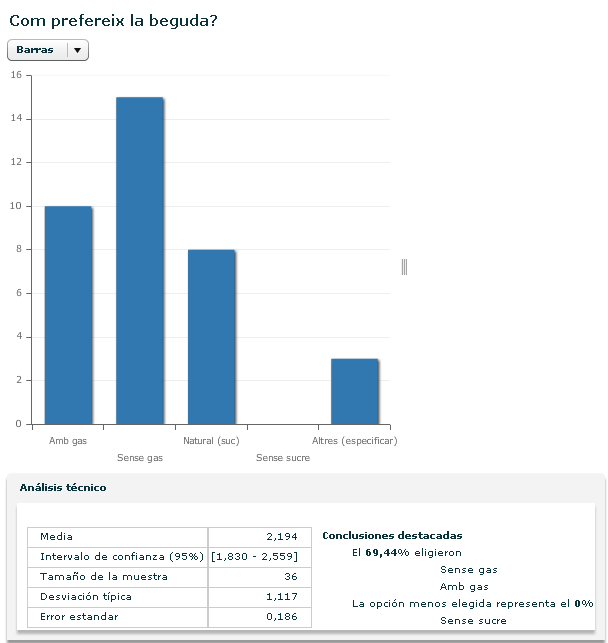 Com prefereix la beguda?
Barras
16
14
12
10
8
6
4
2
0
Amb gas
Sense gas
Natural (suc)
Sense sucre
Altres (especificar)
Análisis técnico
Media 2,194
Intervalo de confianza (95%) [1,830 - 2,559]
Tamaño de la muestra 36
Desviación típica 1,117
Error estandar 0,186
Conclusiones destacadas
El 69,44% eligieron
Sense gas
Amb gas
La opción menos elegida representa el 0%
Sense sucre